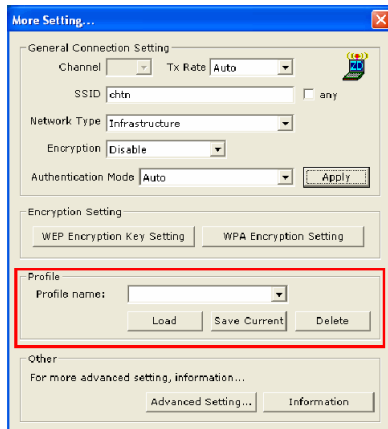 More Setting...
General Connection Setting
Channel Tx Rate Auto
SSID chtn any
Network Type Infrastructure
Encryption Disable
Authentication Mode Auto Apply
Encryption Setting
WEP Encryption Key Setting WPA Encryption Setting
Profile
Profile name:
Load Save Current Delete
Other
For more advanced setting, information...
Advanced Setting... Information